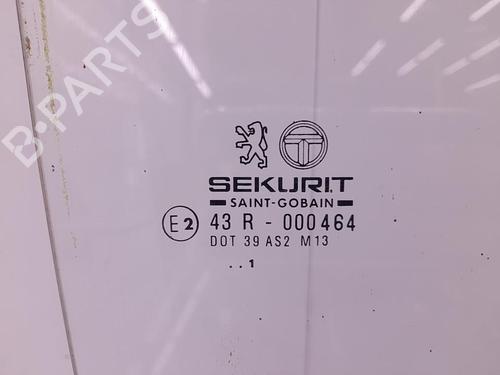 B-PARTS
SEKURIT
SAINT-GOBAIN
E2 43 R - 000464
DOT 39 AS2 M13
..1